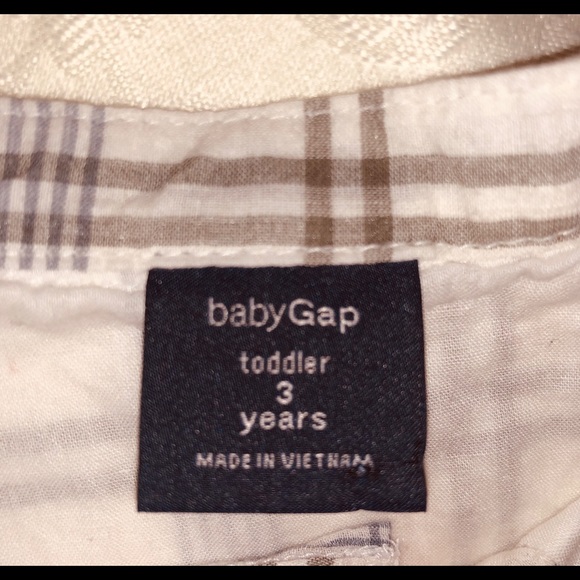 babyGap
toddler
3
years
MADE IN VIETNAM